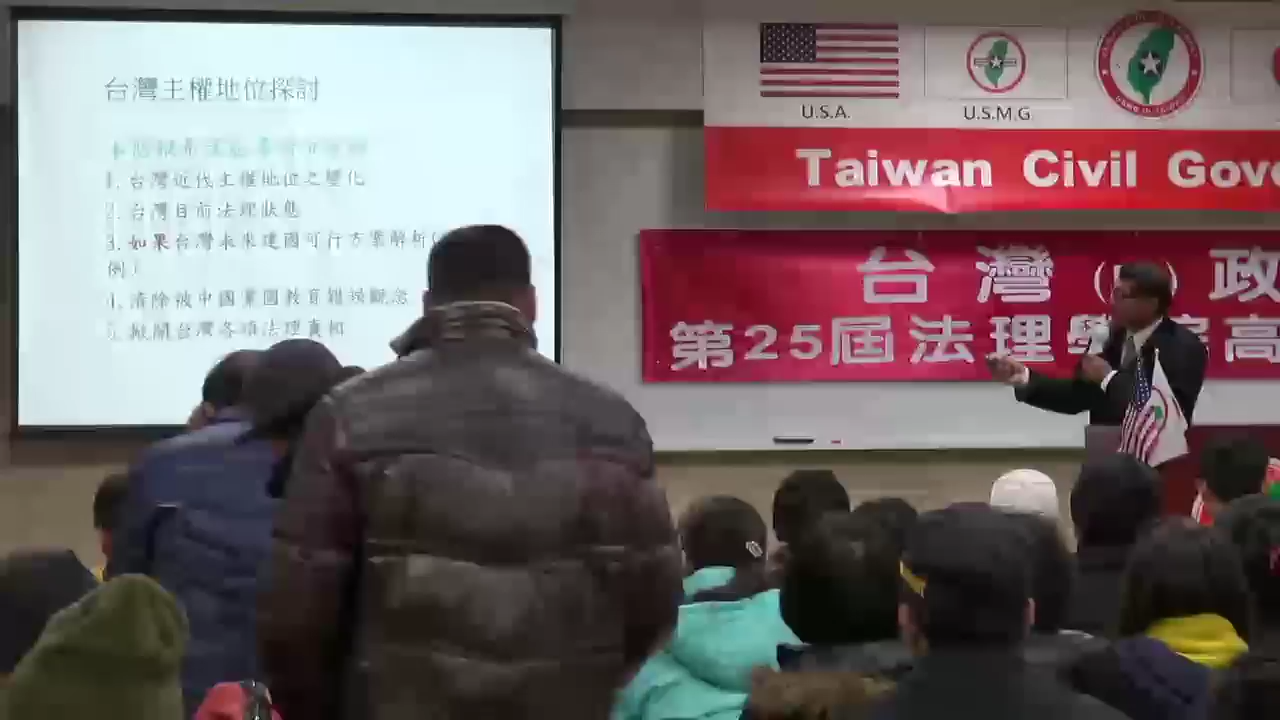 台灣主權地位探討
1. 台灣近代主權地位之變化
2. 台灣目前法理狀態
3. 如果台灣未來建國可行方案解析(
例)
4. 清除被中國黨國教育錯誤觀念
5. 掀開台灣各項法理真相
U.S.A.
U.S.M.G.
Taiwan Civil Gove
台灣( ) 政
第25屆法理學 高